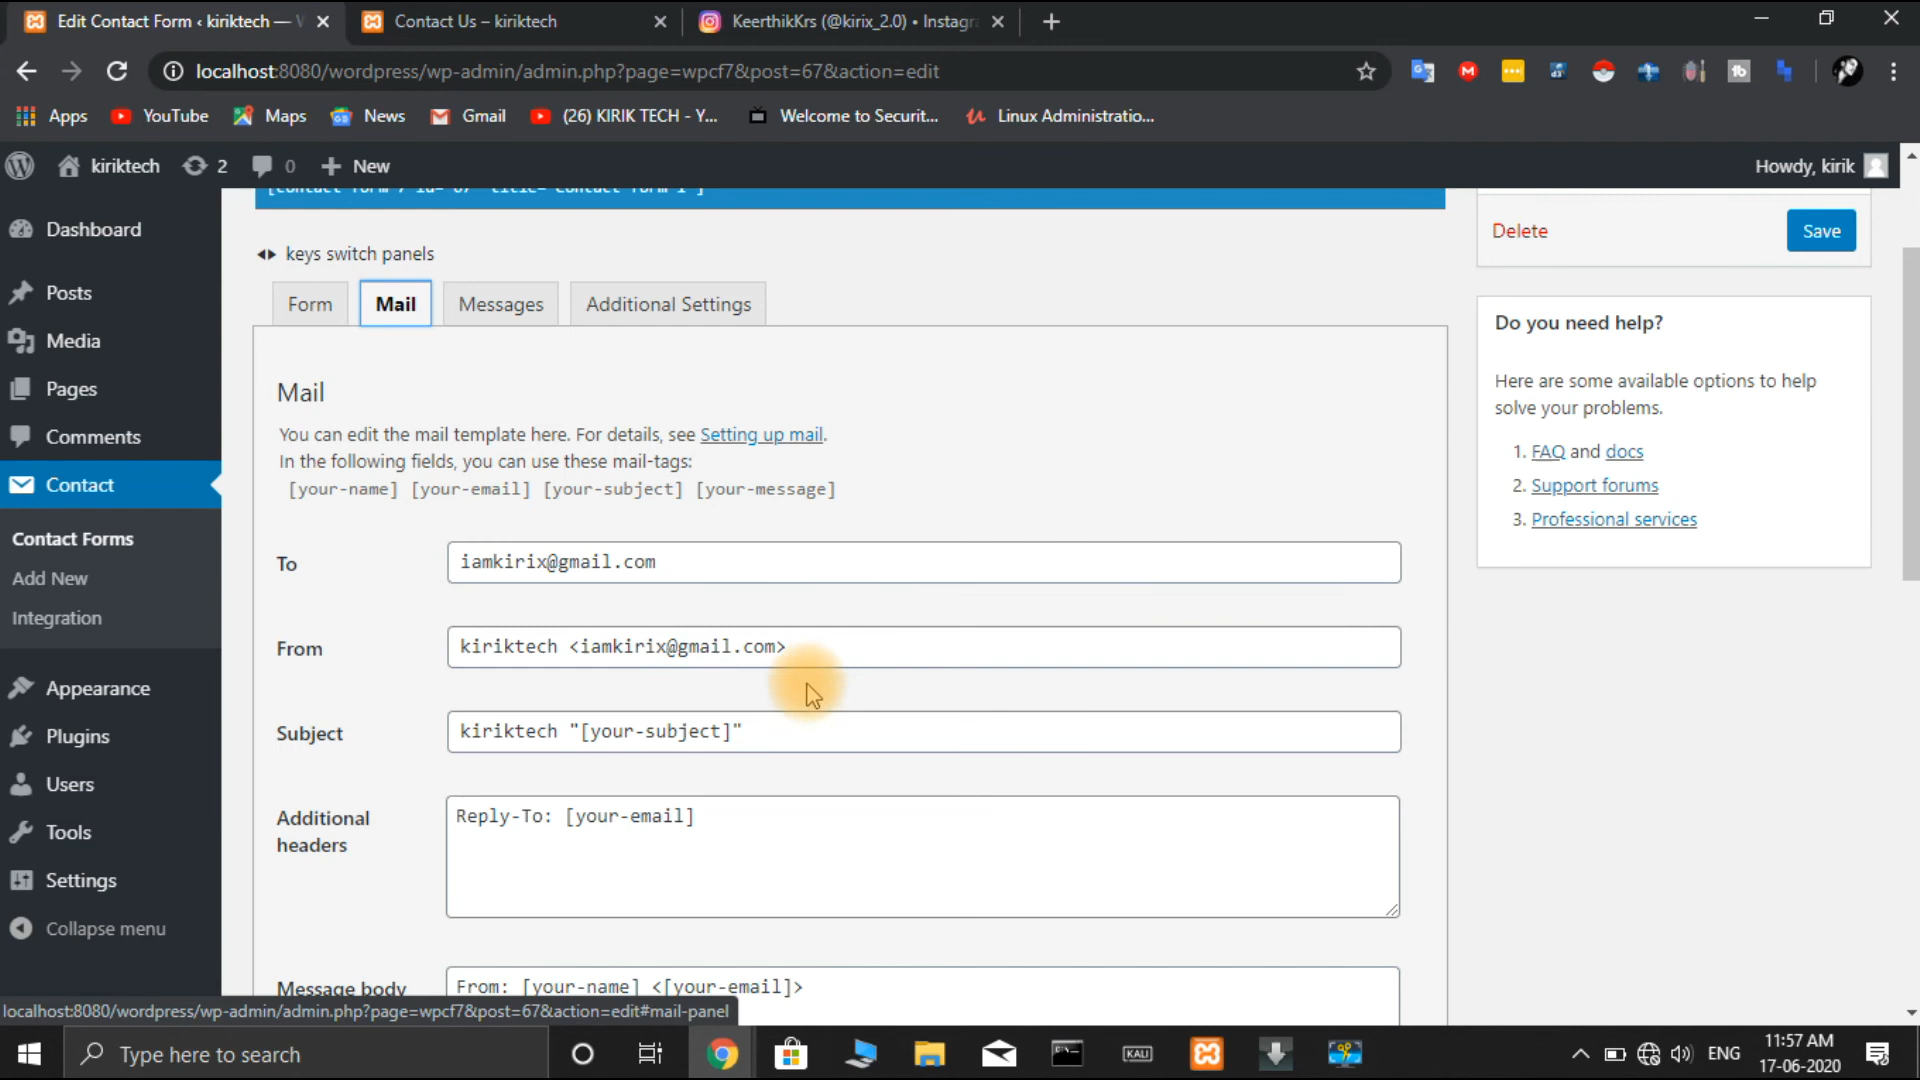 Edit Contact Form ‹ kiriktech —
Contact Us – kiriktech
KeerthikKrs (@kirix_2.0) • Instagr
localhost:8080/wordpress/wp-admin/admin.php?page=wpcf7&post=67&action=edit
Apps
YouTube
Maps
News
Gmail
(26) KIRIK TECH - Y...
Welcome to Securit...
Linux Administratio...
kiriktech
2
0
New
Howdy, kirik
Dashboard
Posts
Media
Pages
Comments
Contact
Contact Forms
Add New
Integration
Appearance
Plugins
Users
Tools
Settings
Collapse menu
keys switch panels
Form
Mail
Messages
Additional Settings
Mail
You can edit the mail template here. For details, see Setting up mail.
In the following fields, you can use these mail-tags:
[your-name] [your-email] [your-subject] [your-message]
To
iamkirix@gmail.com
From
kiriktech <iamkirix@gmail.com>
Subject
kiriktech "[your-subject]"
Additional
headers
Reply-To: [your-email]
Message body
From: [your-name] <[your-email]>
Delete
Save
Do you need help?
Here are some available options to help
solve your problems.
1. FAQ and docs
2. Support forums
3. Professional services
localhost:8080/wordpress/wp-admin/admin.php?page=wpcf7&post=67&action=edit#mail-panel
Type here to search
KALI
ENG
11:57 AM
17-06-2020